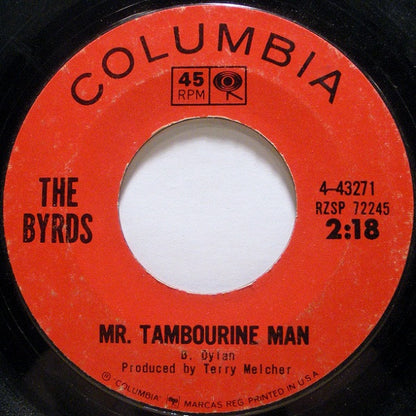 COLUMBIA
45
RPM
THE
BYRDS
4-43271
RZSP 72245
2:18
MR. TAMBOURINE MAN
B. Dylan
Produced by Terry Melcher
® "COLUMBIA" MARCAS REG. PRINTED IN U.S.A.